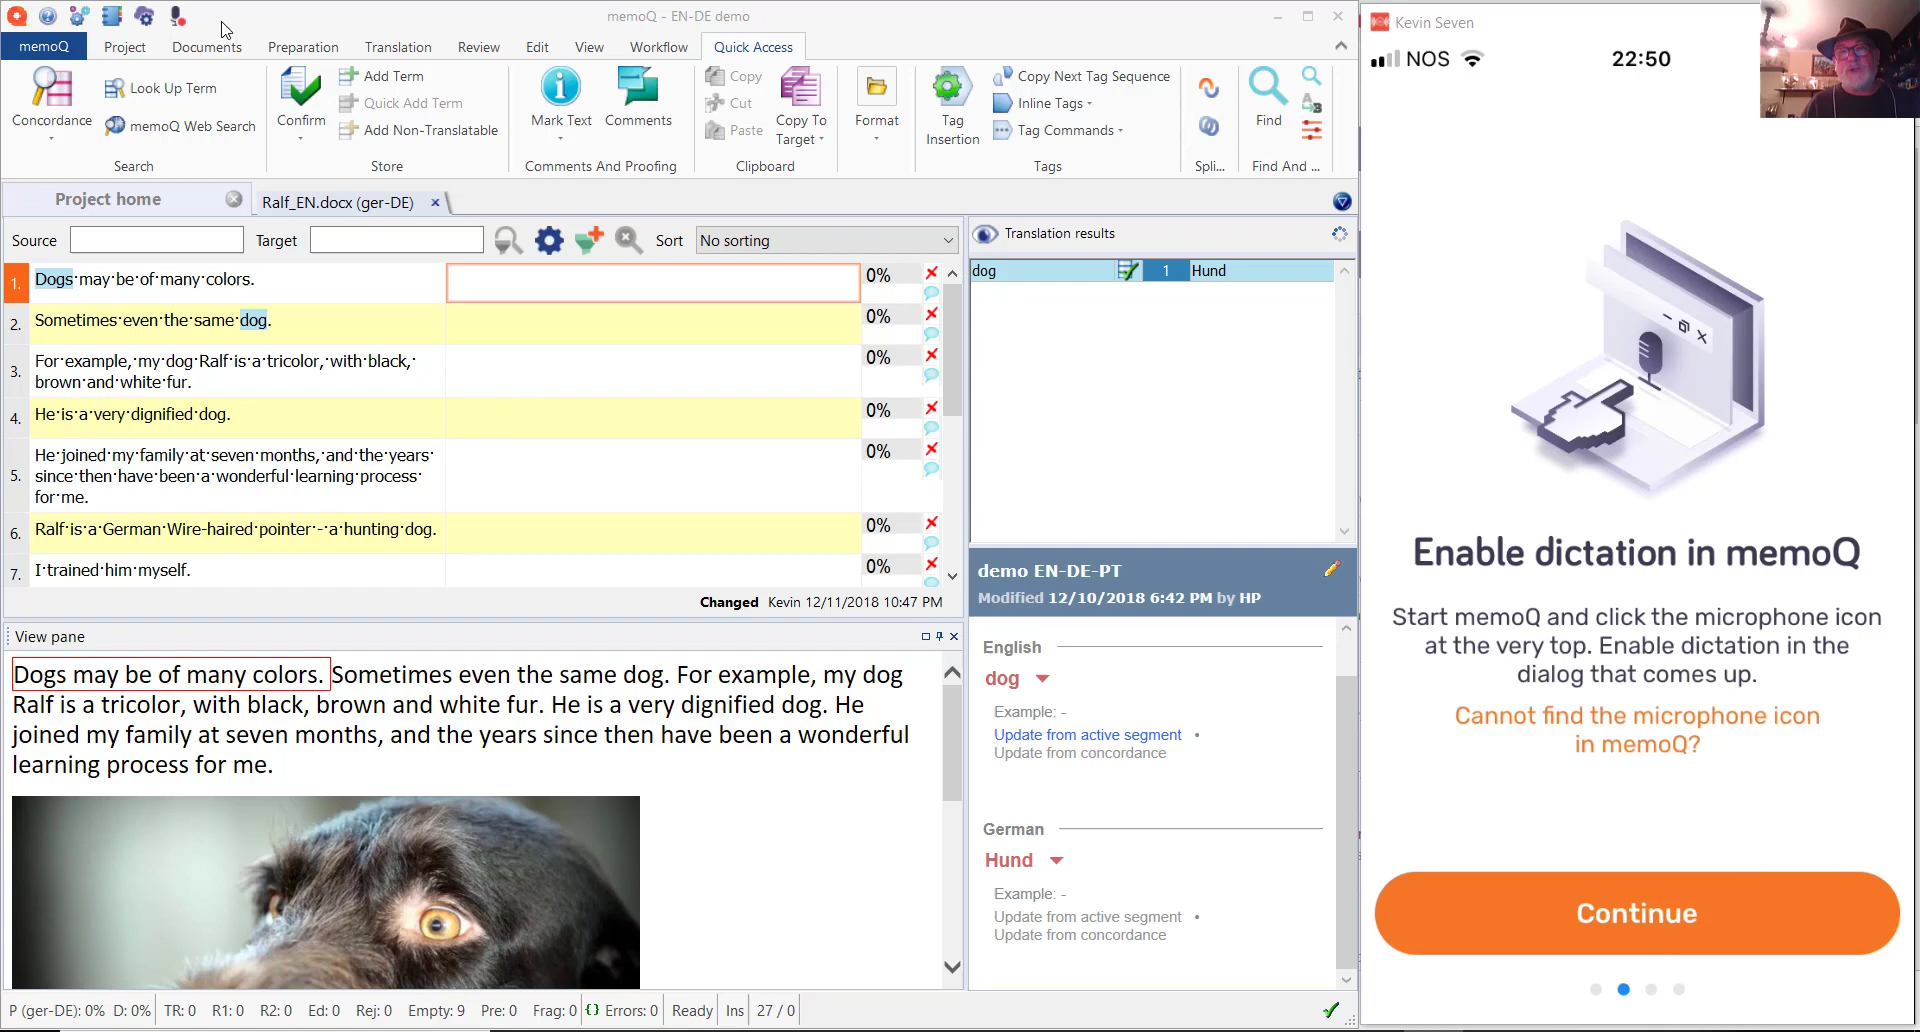 memoQ - EN-DE demo
memoQ
Project
Documents
Preparation
Translation
Review
Edit
View
Workflow
Quick Access
Concordance
Look Up Term
memoQ Web Search
Search
Confirm
Add Term
Quick Add Term
Add Non-Translatable
Store
Mark Text
Comments
Comments And Proofing
Copy
Cut
Paste
Copy To
Target
Clipboard
Format
Tag
Insertion
Copy Next Tag Sequence
Inline Tags
Tag Commands
Tags
Spli...
Find
Find And ...
Project home
Ralf_EN.docx (ger-DE)
Source
Target
Sort
No sorting
1.
Dogs·may·be·of·many·colors.
0%
2.
Sometimes·even·the·same·dog.
0%
3.
For·example,·my·dog·Ralf·is·a·tricolor,·with·black,·
brown·and·white·fur.
0%
4.
He·is·a·very·dignified·dog.
0%
5.
He·joined·my·family·at·seven·months,·and·the·years·
since·then·have·been·a·wonderful·learning·process·
for·me.
0%
6.
Ralf·is·a·German·Wire-haired·pointer·-·a·hunting·dog.
0%
7.
I·trained·him·myself.
0%
Changed Kevin 12/11/2018 10:47 PM
View pane
Dogs may be of many colors. Sometimes even the same dog. For example, my dog
Ralf is a tricolor, with black, brown and white fur. He is a very dignified dog. He
joined my family at seven months, and the years since then have been a wonderful
learning process for me.
Translation results
dog 1 Hund
demo EN-DE-PT
Modified 12/10/2018 6:42 PM by HP
English
dog
Example: -
Update from active segment •
Update from concordance
German
Hund
Example: -
Update from active segment •
Update from concordance
P (ger-DE): 0% D: 0% TR: 0 R1: 0 R2: 0 Ed: 0 Rej: 0 Empty: 9 Pre: 0 Frag: 0 {} Errors: 0 Ready Ins 27 / 0
Kevin Seven
NOS
22:50
Enable dictation in memoQ
Start memoQ and click the microphone icon
at the very top. Enable dictation in the
dialog that comes up.
Cannot find the microphone icon
in memoQ?
Continue